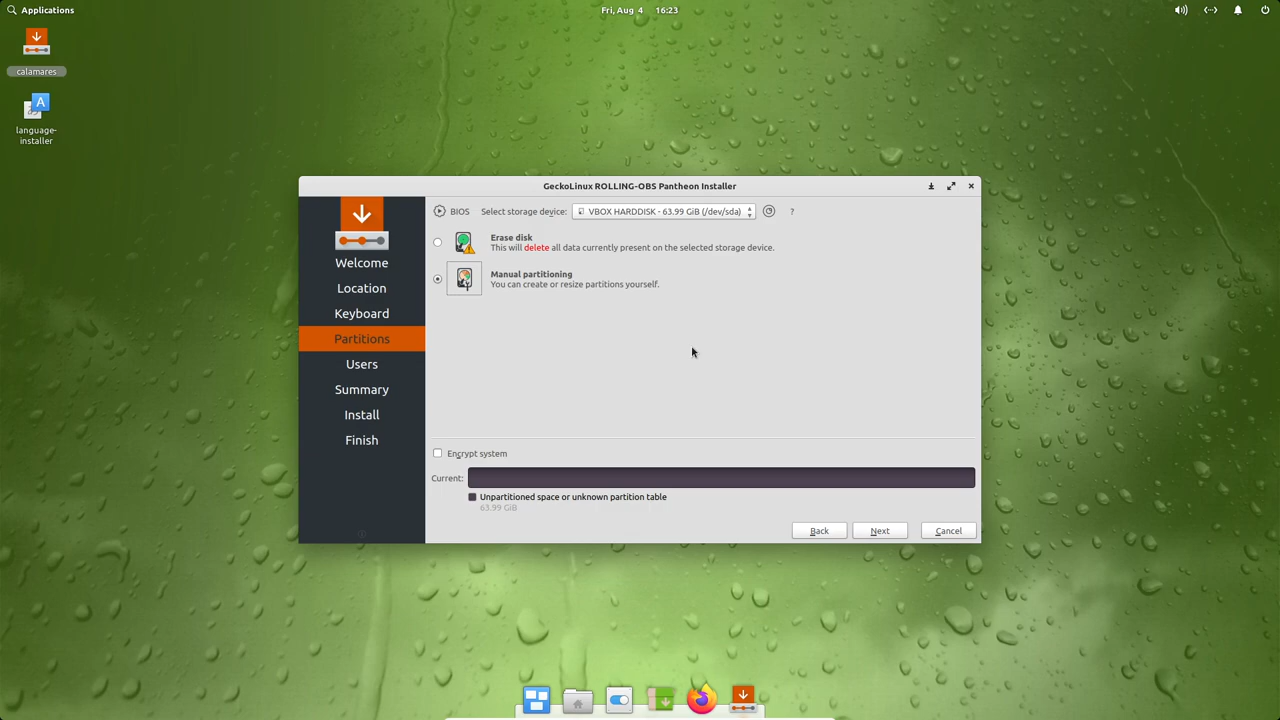 Applications
Fri, Aug 4 16:23
calamares
A
language-
installer
GeckoLinux ROLLING-OBS Pantheon Installer
BIOS Select storage device: VBOX HARDDISK - 63.99 GiB (/dev/sda) ?
Welcome
Location
Keyboard
Partitions
Users
Summary
Install
Finish
Erase disk
This will delete all data currently present on the selected storage device.
Manual partitioning
You can create or resize partitions yourself.
Encrypt system
Current:
Unpartitioned space or unknown partition table
63.99 GiB
Back Next Cancel